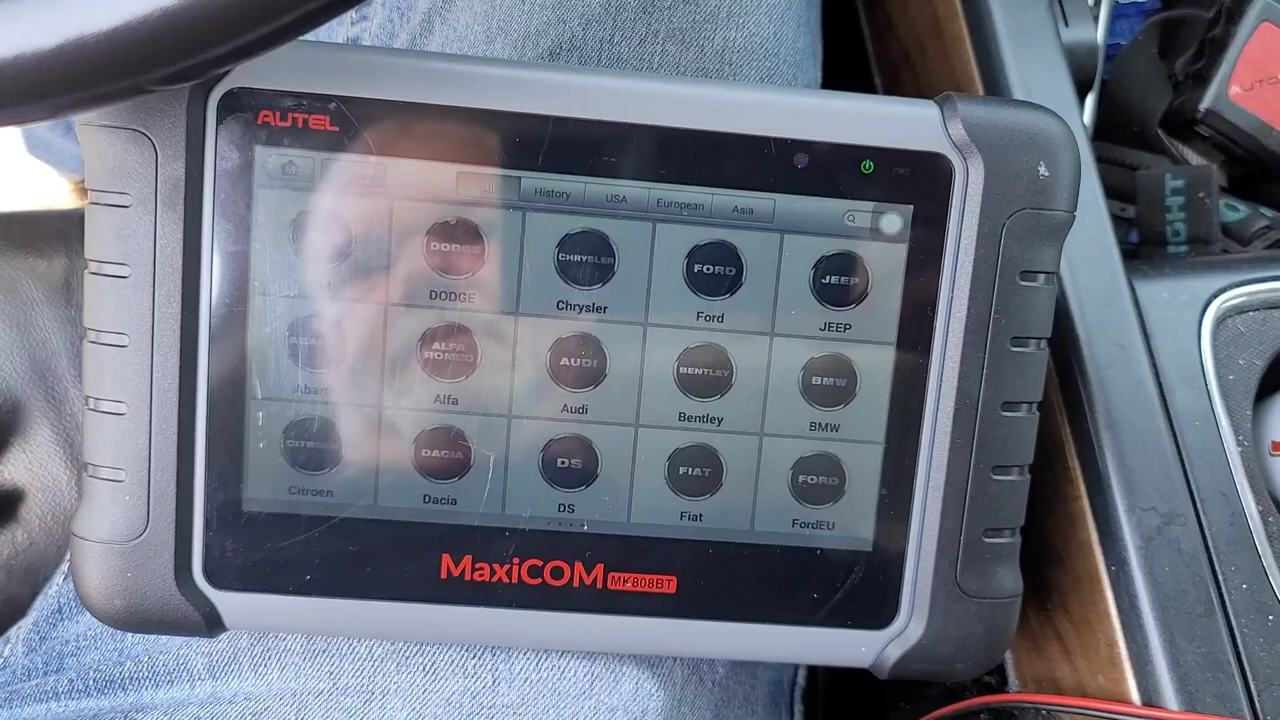 AUTEL
All History USA European Asia
DODGE CHRYSLER FORD JEEP
DODGE Chrysler Ford JEEP
ALFA ROMEO AUDI BENTLEY BMW
Alfa Audi Bentley BMW
CITROEN DACIA DS FIAT FORD
Citroen Dacia DS Fiat FordEU
MaxiCOM MK808BT